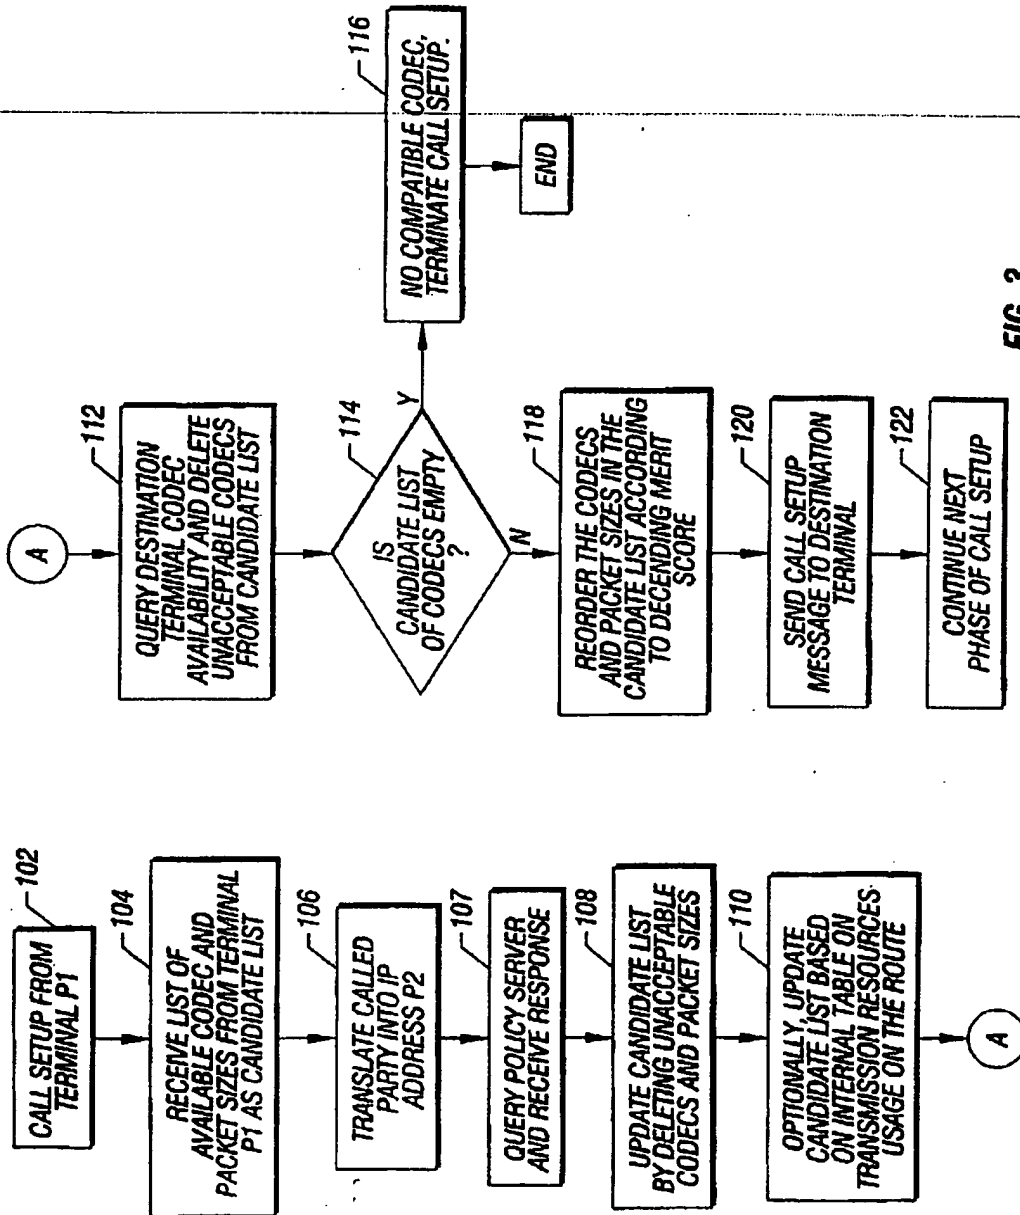 CALL SETUP FROM
TERMINAL P1
102
RECEIVE LIST OF
AVAILABLE CODEC AND
PACKET SIZES FROM TERMINAL
P1 AS CANDIDATE LIST
104
TRANSLATE CALLED
PARTY INTO IP
ADDRESS P2
106
QUERY POLICY SERVER
AND RECEIVE RESPONSE
107
UPDATE CANDIDATE LIST
BY DELETING UNACCEPTABLE
CODECS AND PACKET SIZES
108
OPTIONALLY, UPDATE
CANDIDATE LIST BASED
ON INTERNAL TABLE ON
TRANSMISSION RESOURCES
USAGE ON THE ROUTE
110
A
A
QUERY DESTINATION
TERMINAL CODEC
AVAILABILITY AND DELETE
UNACCEPTABLE CODECS
FROM CANDIDATE LIST
112
IS
CANDIDATE LIST
OF CODECS EMPTY
?
114
Y
N
NO COMPATIBLE CODEC,
TERMINATE CALL SETUP.
116
END
REORDER THE CODECS
AND PACKET SIZES IN THE
CANDIDATE LIST ACCORDING
TO DECENDING MERIT
SCORE
118
SEND CALL SETUP
MESSAGE TO DESTINATION
TERMINAL
120
CONTINUE NEXT
PHASE OF CALL SETUP
122
FIG.